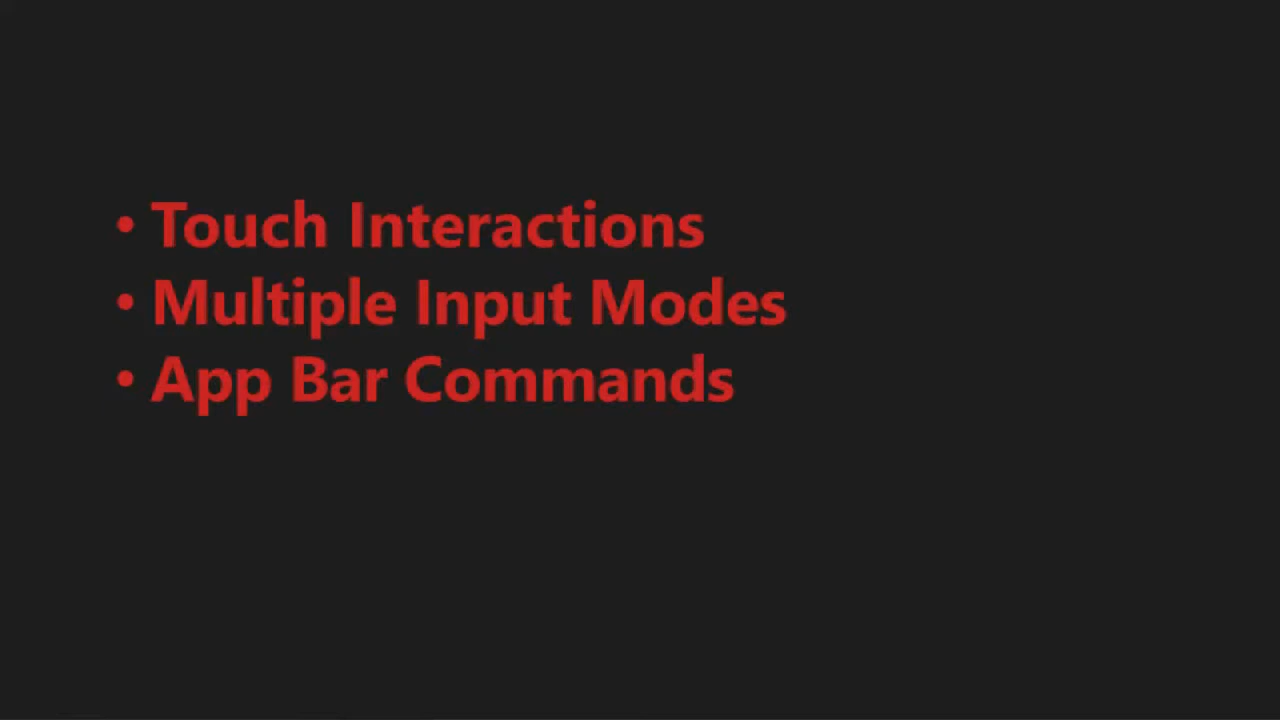 • Touch Interactions
• Multiple Input Modes
• App Bar Commands